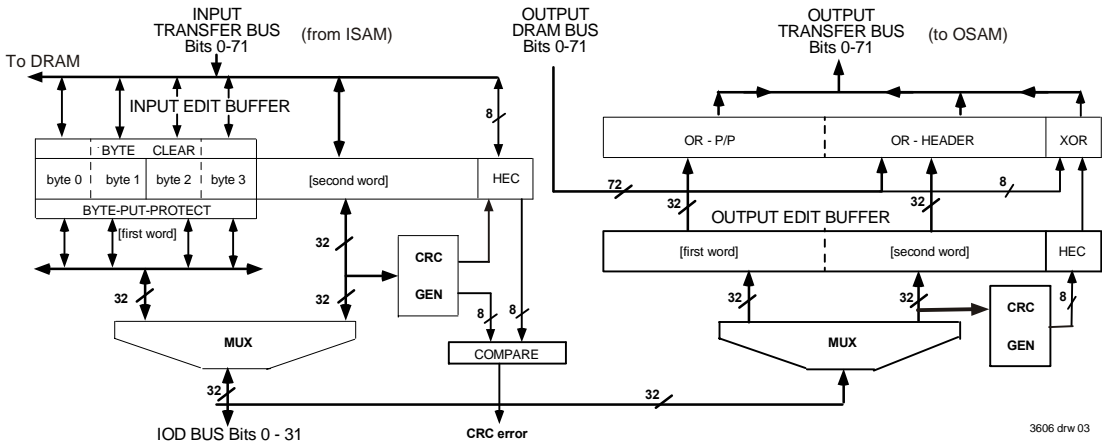 INPUT
TRANSFER BUS
Bits 0-71
(from ISAM)
OUTPUT
DRAM BUS
Bits 0-71
OUTPUT
TRANSFER BUS
Bits 0-71
(to OSAM)
To DRAM
INPUT EDIT BUFFER
8
BYTE CLEAR
OR - P/P
OR - HEADER
XOR
byte 0
byte 1
byte 2
byte 3
[second word]
HEC
72
8
BYTE-PUT-PROTECT
32
32
[first word]
OUTPUT EDIT BUFFER
32
CRC
GEN
[first word]
[second word]
HEC
32
32
8
8
32
32
8
CRC
GEN
MUX
COMPARE
MUX
32
32
IOD BUS Bits 0 - 31
CRC error
3606 drw 03